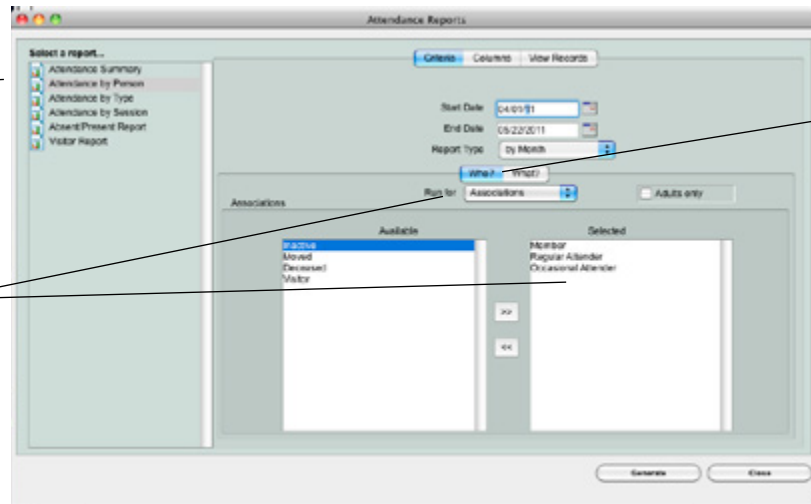 Attendance Reports
Select a report...
Attendance Summary
Attendance by Person
Attendance by Type
Attendance by Session
Absent/Present Report
Visitor Report
Criteria Columns View Records
Start Date 04/01/11
End Date 05/22/2011
Report Type by Month
Who? What?
Run for Associations Adults only
Associations
Available Selected
Inactive Member
Moved Regular Attender
Deceased Occasional Attender
Visitor
>>
<<
Generate Close